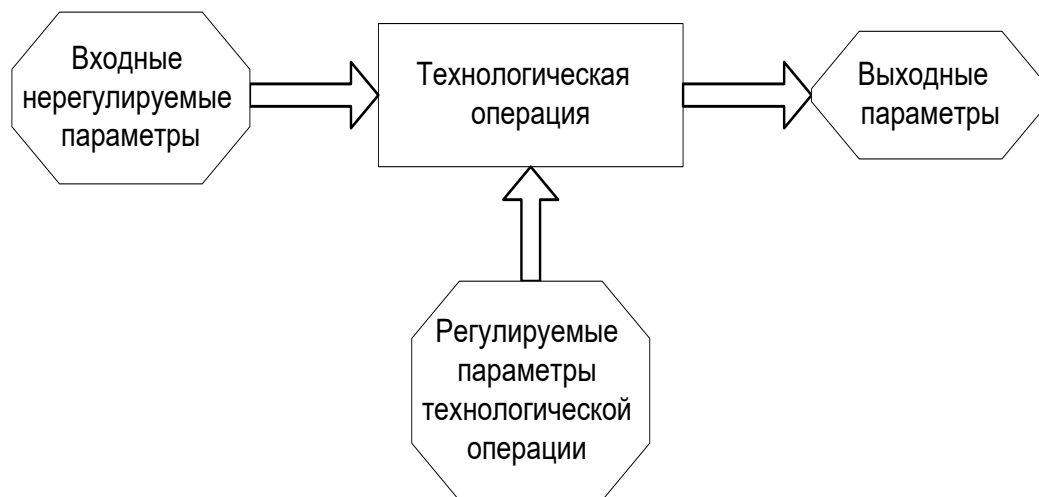 Входные
нерегулируемые
параметры
Технологическая
операция
Выходные
параметры
Регулируемые
параметры
технологической
операции